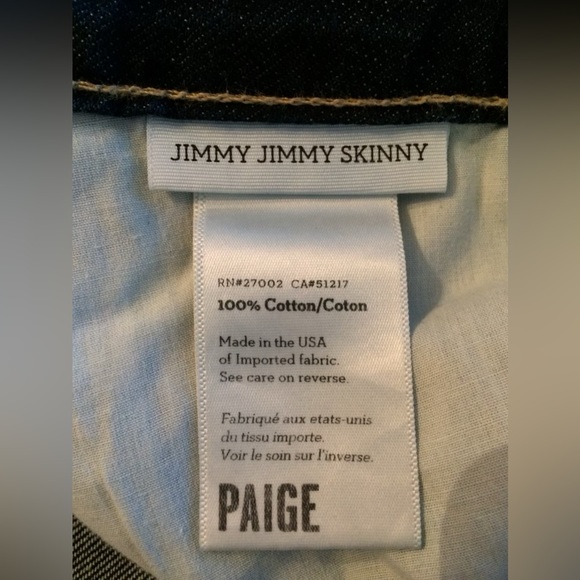 JIMMY JIMMY SKINNY
RN#27002 CA#51217
100% Cotton/Coton
Made in the USA
of Imported fabric.
See care on reverse.
Fabriqué aux etats-unis
du tissu importe.
Voir le soin sur l'inverse.
PAIGE